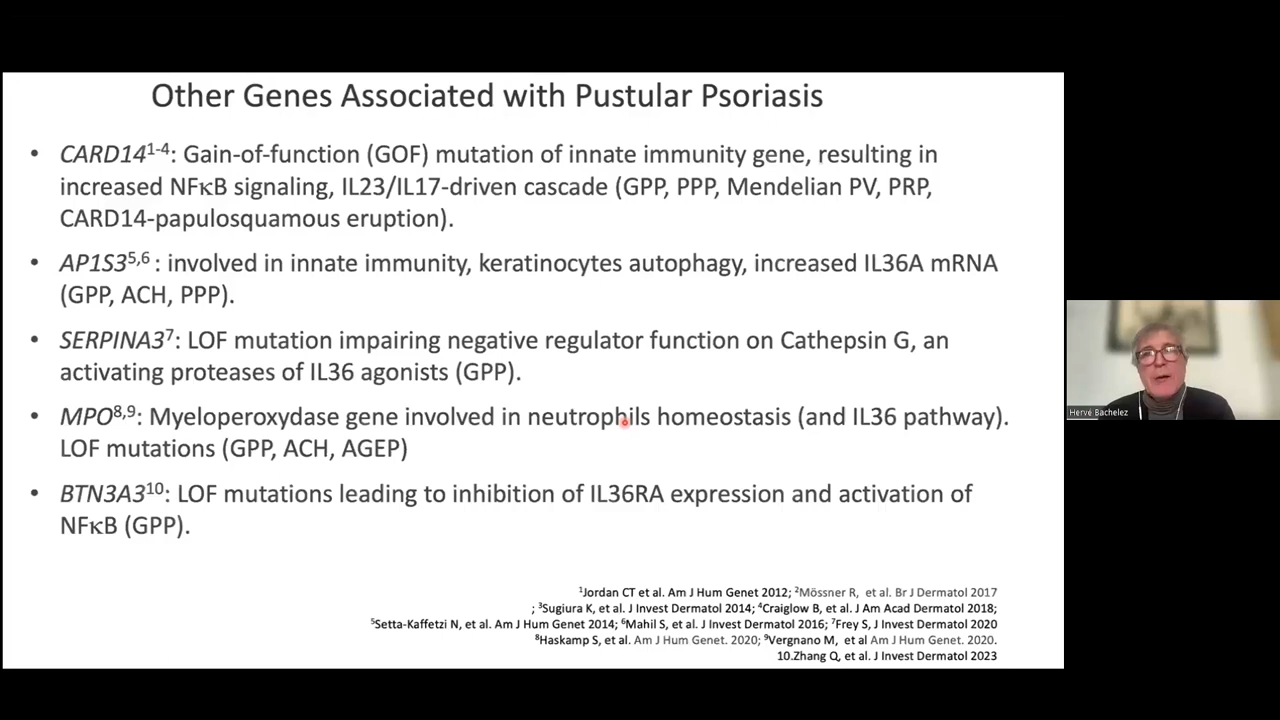 Other Genes Associated with Pustular Psoriasis
• CARD14¹⁻⁴: Gain-of-function (GOF) mutation of innate immunity gene, resulting in
increased NFκB signaling, IL23/IL17-driven cascade (GPP, PPP, Mendelian PV, PRP,
CARD14-papulosquamous eruption).
• AP1S3⁵,⁶ : involved in innate immunity, keratinocytes autophagy, increased IL36A mRNA
(GPP, ACH, PPP).
• SERPINA3⁷: LOF mutation impairing negative regulator function on Cathepsin G, an
activating proteases of IL36 agonists (GPP).
• MPO⁸,⁹: Myeloperoxydase gene involved in neutrophils homeostasis (and IL36 pathway).
LOF mutations (GPP, ACH, AGEP)
• BTN3A3¹⁰: LOF mutations leading to inhibition of IL36RA expression and activation of
NFκB (GPP).
¹Jordan CT et al. Am J Hum Genet 2012; ²Mössner R, et al. Br J Dermatol 2017
; ³Sugiura K, et al. J Invest Dermatol 2014; ⁴Craiglow B, et al. J Am Acad Dermatol 2018;
⁵Setta-Kaffetzi N, et al. Am J Hum Genet 2014; ⁶Mahil S, et al. J Invest Dermatol 2016; ⁷Frey S, J Invest Dermatol 2020
⁸Haskamp S, et al. Am J Hum Genet. 2020; ⁹Vergnano M, et al Am J Hum Genet. 2020.
10.Zhang Q, et al. J Invest Dermatol 2023
Hervé Bachelez